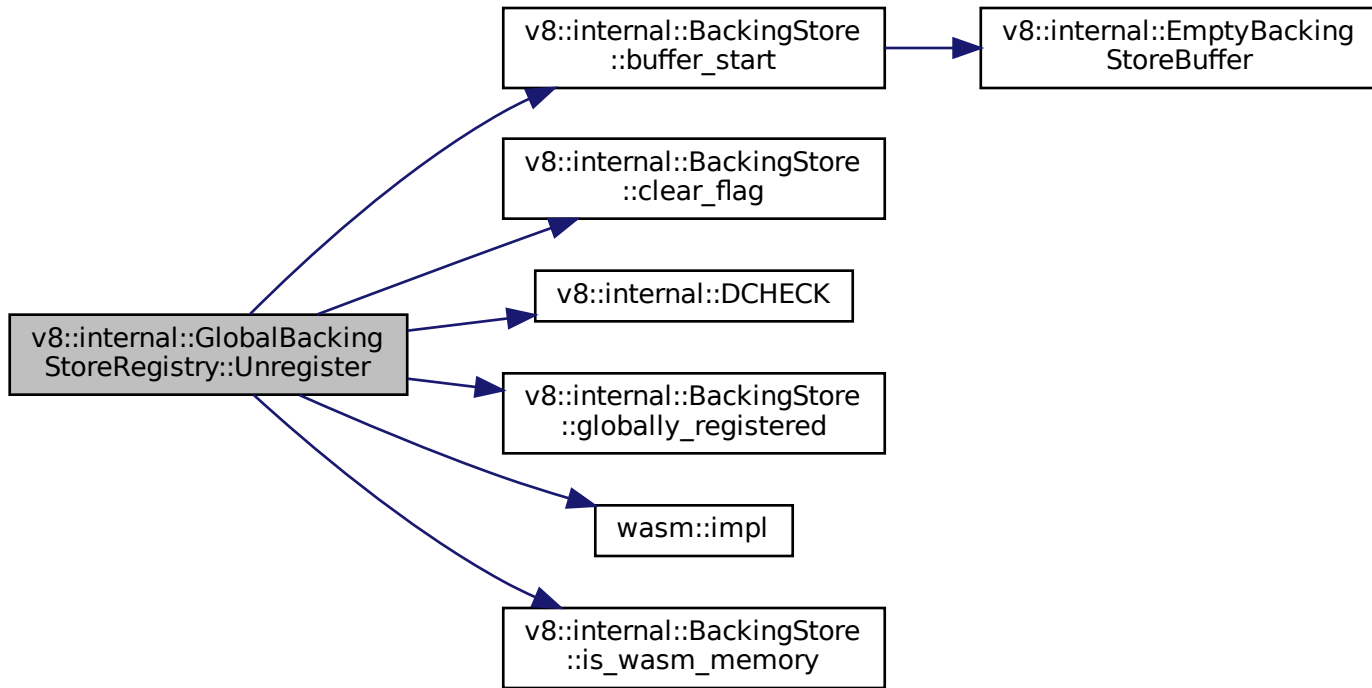 v8::internal::BackingStore
::buffer_start
v8::internal::EmptyBacking
StoreBuffer
v8::internal::BackingStore
::clear_flag
v8::internal::DCHECK
v8::internal::GlobalBacking
StoreRegistry::Unregister
v8::internal::BackingStore
::globally_registered
wasm::impl
v8::internal::BackingStore
::is_wasm_memory